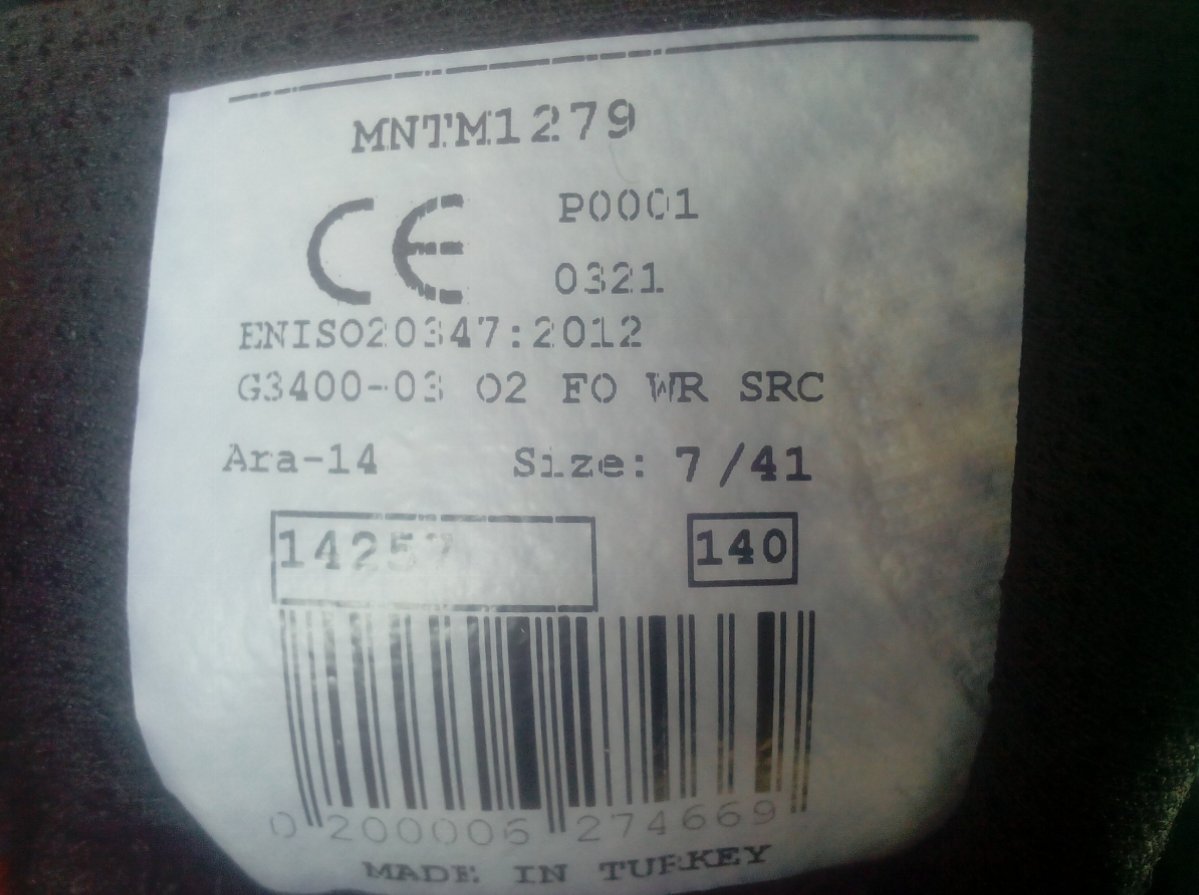 MNTM1279
CE P0001
0321
ENISO20347:2012
G3400-03 O2 FO WR SRC
Ara-14 Size: 7/41
14257 140
0 200006 274669
MADE IN TURKEY